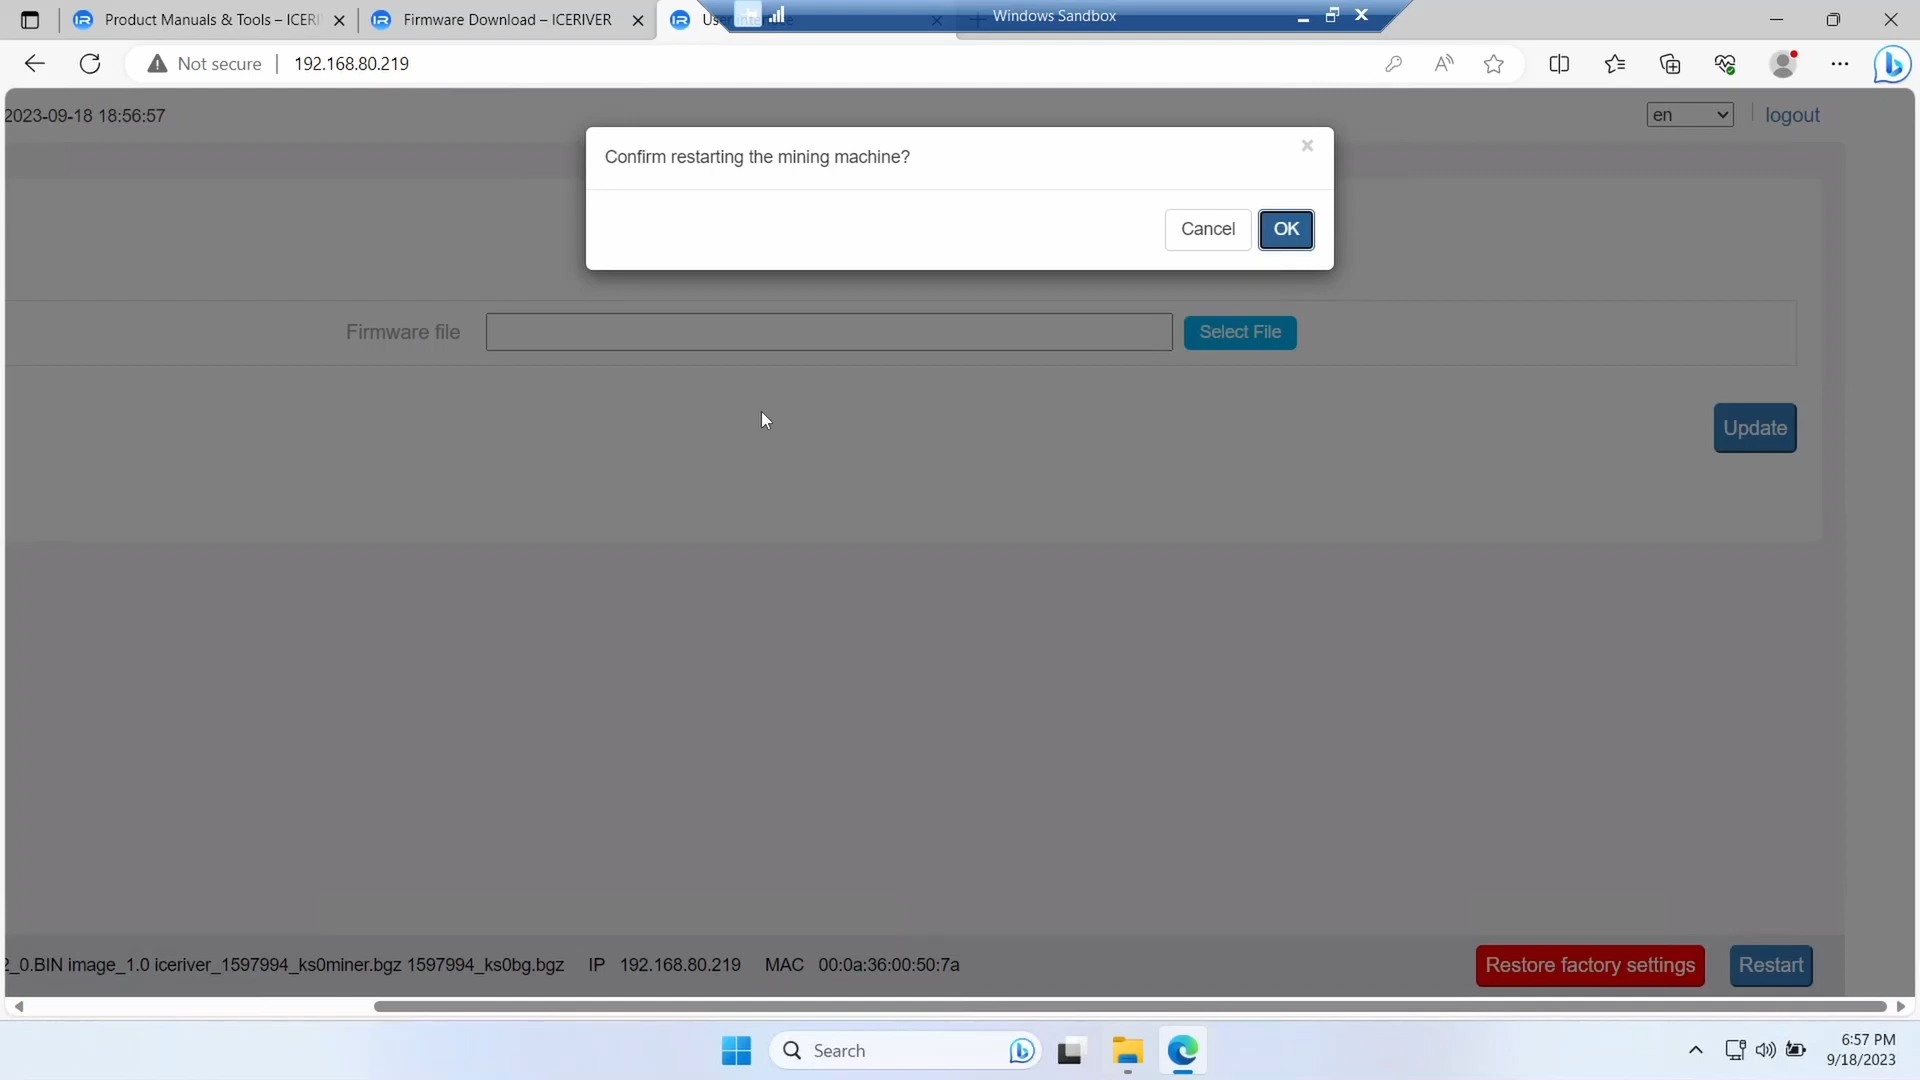 Product Manuals & Tools – ICERI
Firmware Download – ICERIVER
Windows Sandbox
Not secure
192.168.80.219
2023-09-18 18:56:57
en
logout
Confirm restarting the mining machine?
Cancel
OK
Firmware file
Select File
Update
2_0.BIN image_1.0 iceriver_1597994_ks0miner.bgz 1597994_ks0bg.bgz IP 192.168.80.219 MAC 00:0a:36:00:50:7a
Restore factory settings
Restart
Search
6:57 PM
9/18/2023